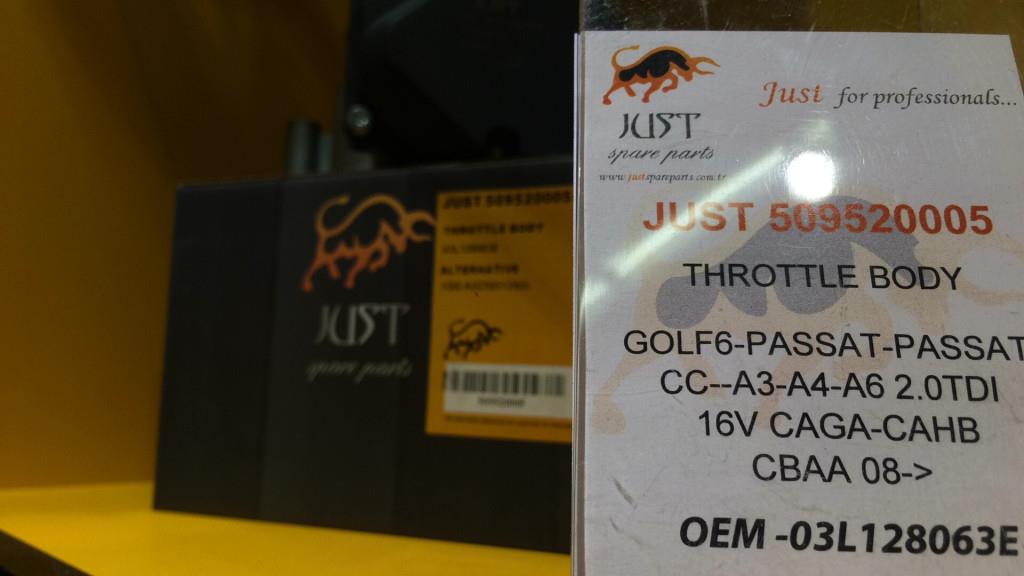 JUST
spare parts
www.justspareparts.com.tr
Just for professionals...
JUST 509520005
THROTTLE BODY
GOLF6-PASSAT-PASSAT
CC--A3-A4-A6 2.0TDI
16V CAGA-CAHB
CBAA 08->
OEM -03L128063E
JUST
spare parts
JUST 509520005
THROTTLE BODY
ALTERNATIVE